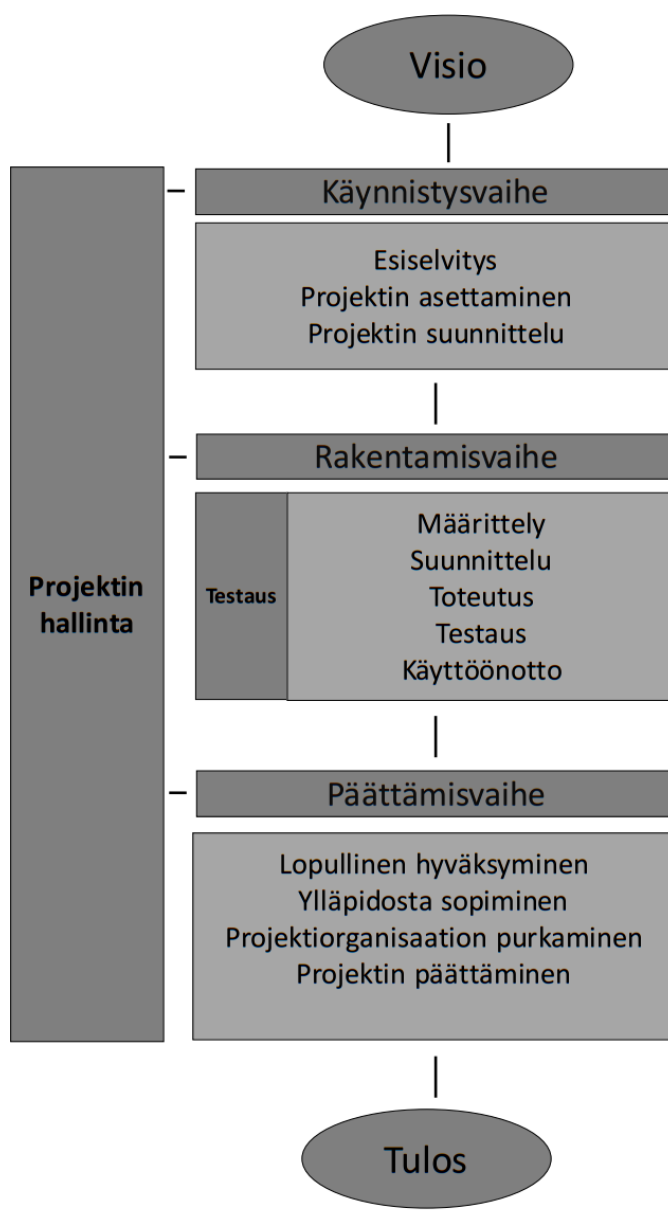 Visio
Käynnistysvaihe
Esiselvitys
Projektin asettaminen
Projektin suunnittelu
Rakentamisvaihe
Projektin
hallinta
Testaus
Määrittely
Suunnittelu
Toteutus
Testaus
Käyttöönotto
Päättämisvaihe
Lopullinen hyväksyminen
Ylläpidosta sopiminen
Projektiorganisaation purkaminen
Projektin päättäminen
Tulos